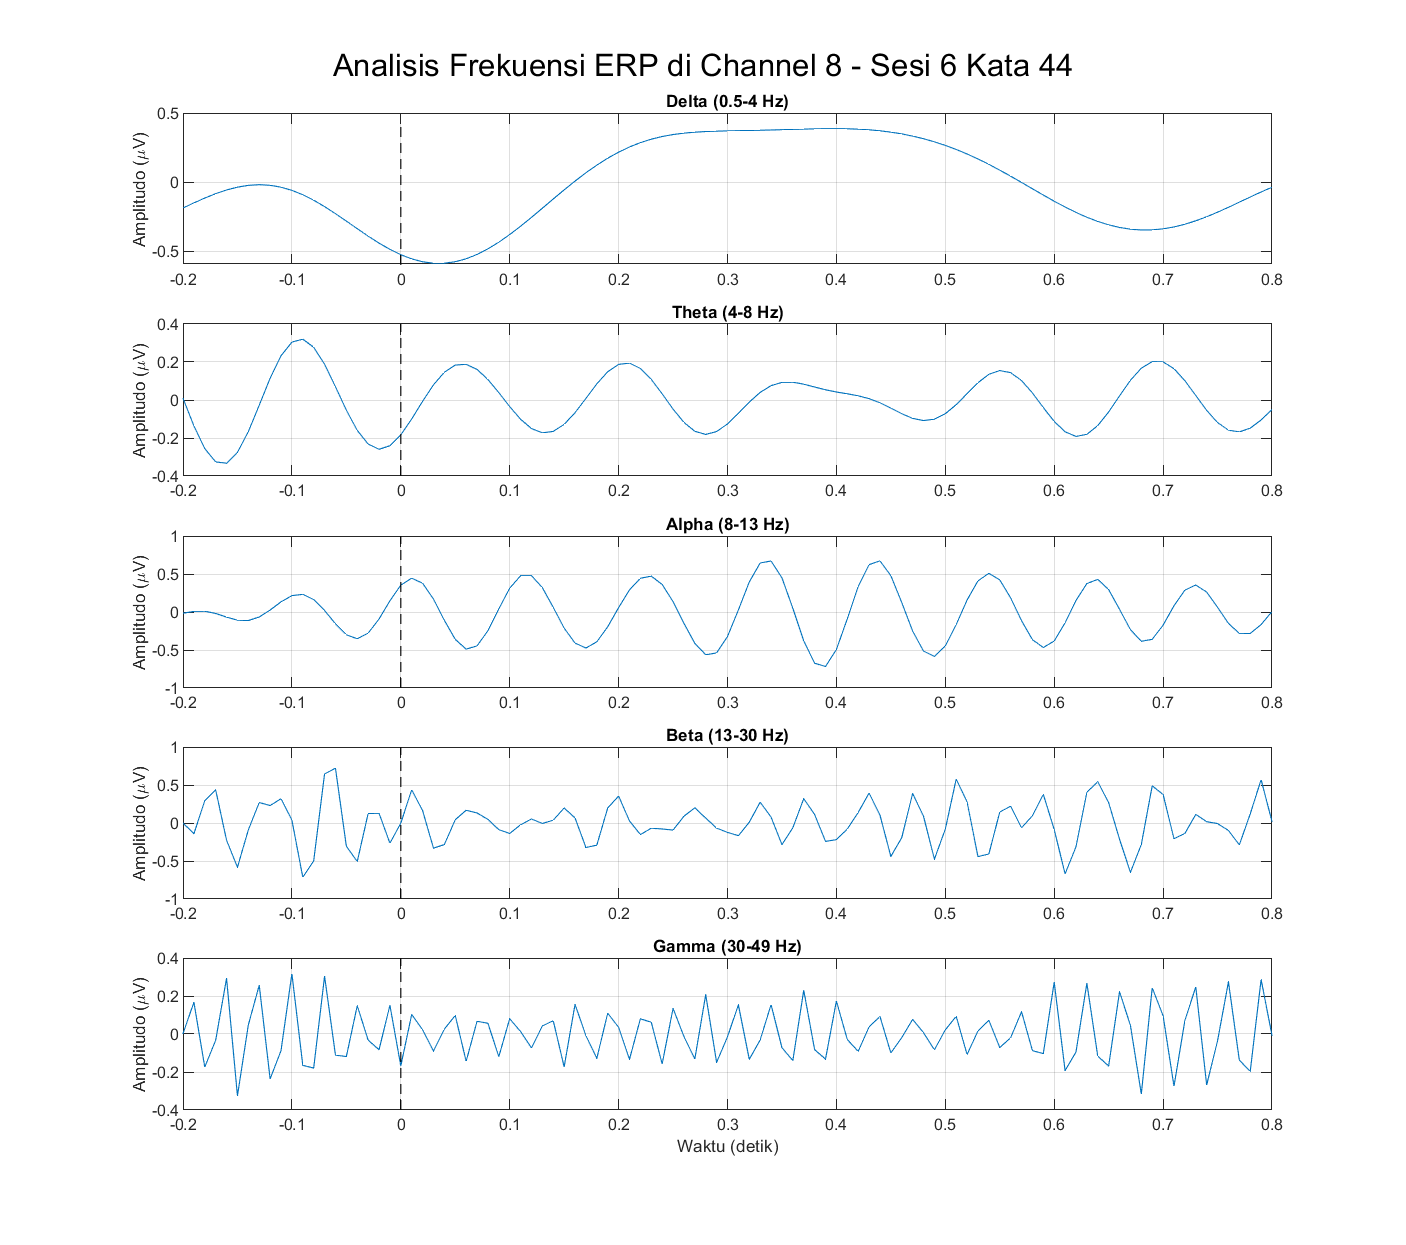 Analisis Frekuensi ERP di Channel 8 - Sesi 6 Kata 44
Delta (0.5-4 Hz)
Amplitudo (μV)
0.5
0
-0.5
-0.2 -0.1 0 0.1 0.2 0.3 0.4 0.5 0.6 0.7 0.8
Theta (4-8 Hz)
Amplitudo (μV)
0.4
0.2
0
-0.2
-0.4
-0.2 -0.1 0 0.1 0.2 0.3 0.4 0.5 0.6 0.7 0.8
Alpha (8-13 Hz)
Amplitudo (μV)
1
0.5
0
-0.5
-1
-0.2 -0.1 0 0.1 0.2 0.3 0.4 0.5 0.6 0.7 0.8
Beta (13-30 Hz)
Amplitudo (μV)
1
0.5
0
-0.5
-1
-0.2 -0.1 0 0.1 0.2 0.3 0.4 0.5 0.6 0.7 0.8
Gamma (30-49 Hz)
Amplitudo (μV)
0.4
0.2
0
-0.2
-0.4
-0.2 -0.1 0 0.1 0.2 0.3 0.4 0.5 0.6 0.7 0.8
Waktu (detik)